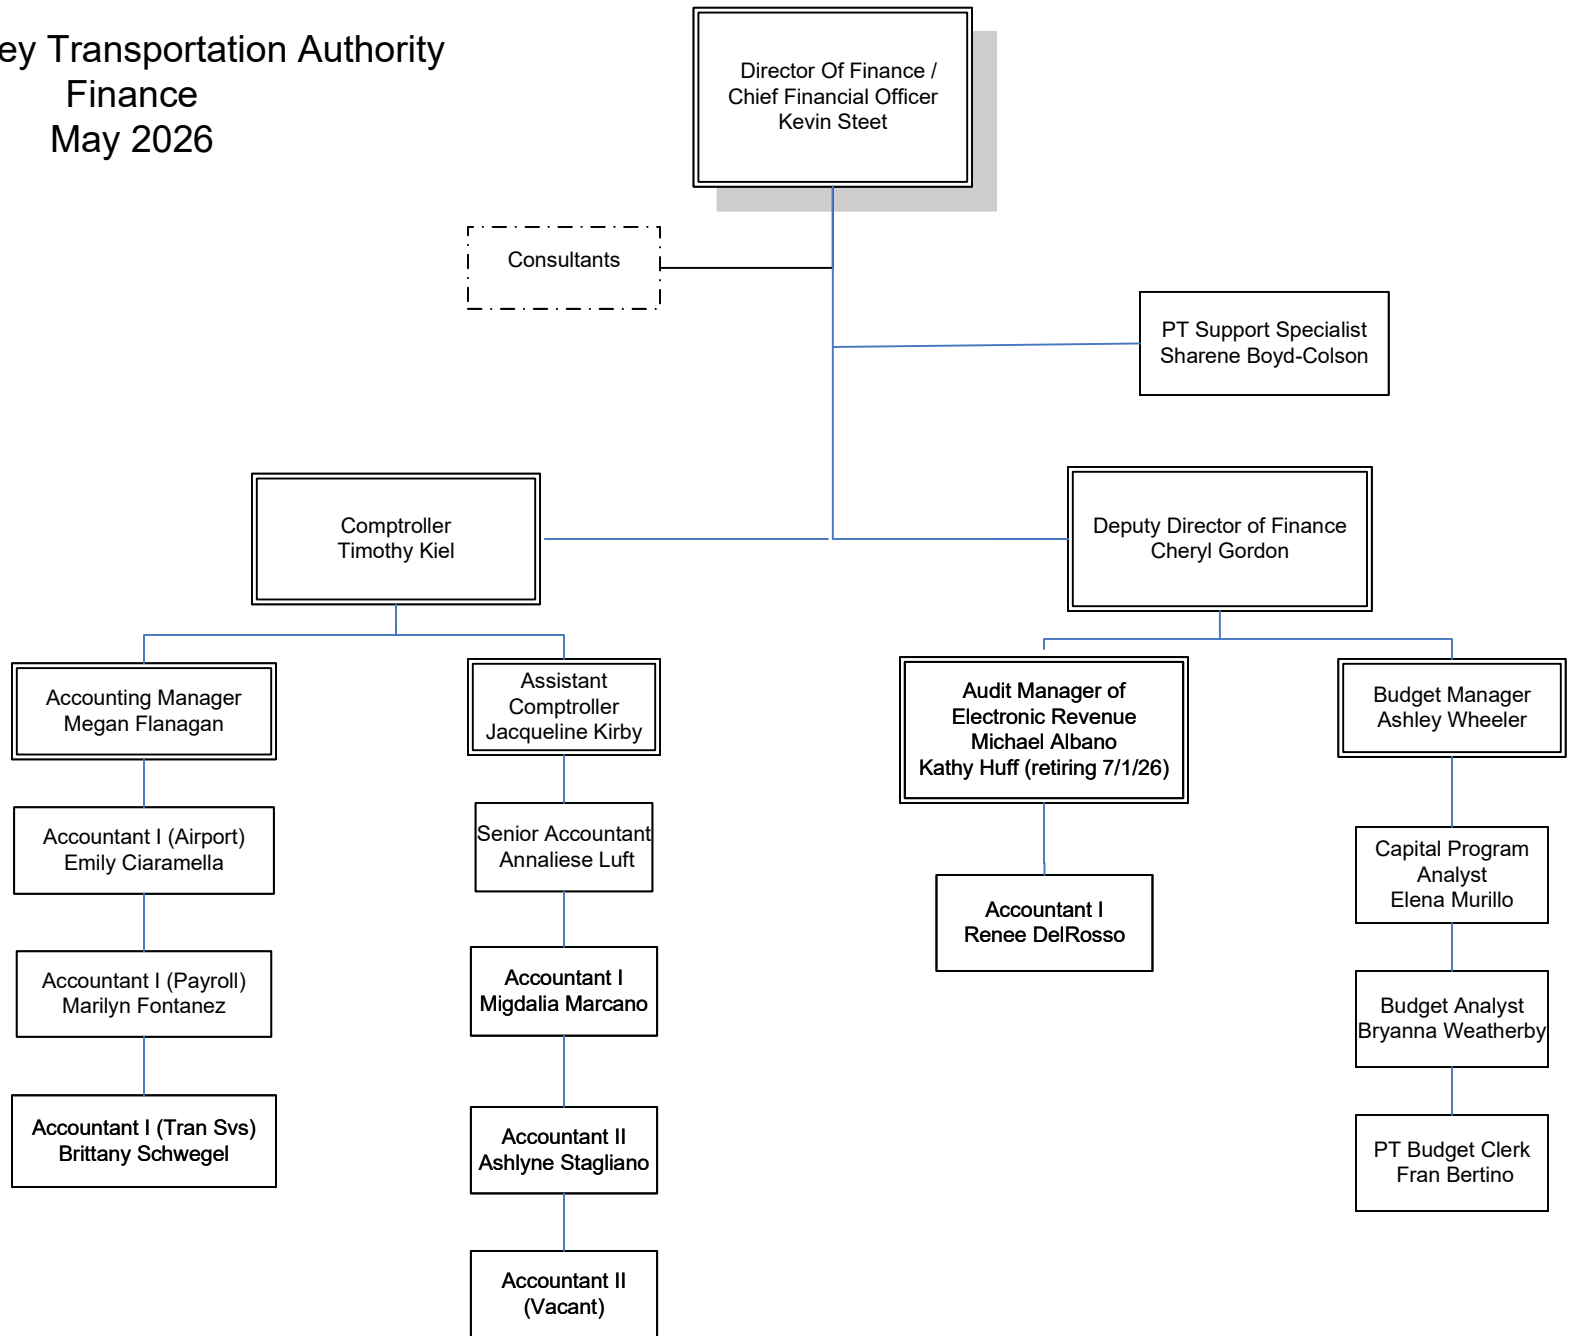 ey Transportation Authority
Finance
May 2026
Director Of Finance /
Chief Financial Officer
Kevin Steet
Consultants
PT Support Specialist
Sharene Boyd-Colson
Comptroller
Timothy Kiel
Deputy Director of Finance
Cheryl Gordon
Accounting Manager
Megan Flanagan
Assistant
Comptroller
Jacqueline Kirby
Audit Manager of
Electronic Revenue
Michael Albano
Kathy Huff (retiring 7/1/26)
Budget Manager
Ashley Wheeler
Accountant I (Airport)
Emily Ciaramella
Senior Accountant
Annaliese Luft
Accountant I
Renee DelRosso
Capital Program
Analyst
Elena Murillo
Accountant I (Payroll)
Marilyn Fontanez
Accountant I
Migdalia Marcano
Budget Analyst
Bryanna Weatherby
Accountant I (Tran Svs)
Brittany Schwegel
Accountant II
Ashlyne Stagliano
PT Budget Clerk
Fran Bertino
Accountant II
(Vacant)